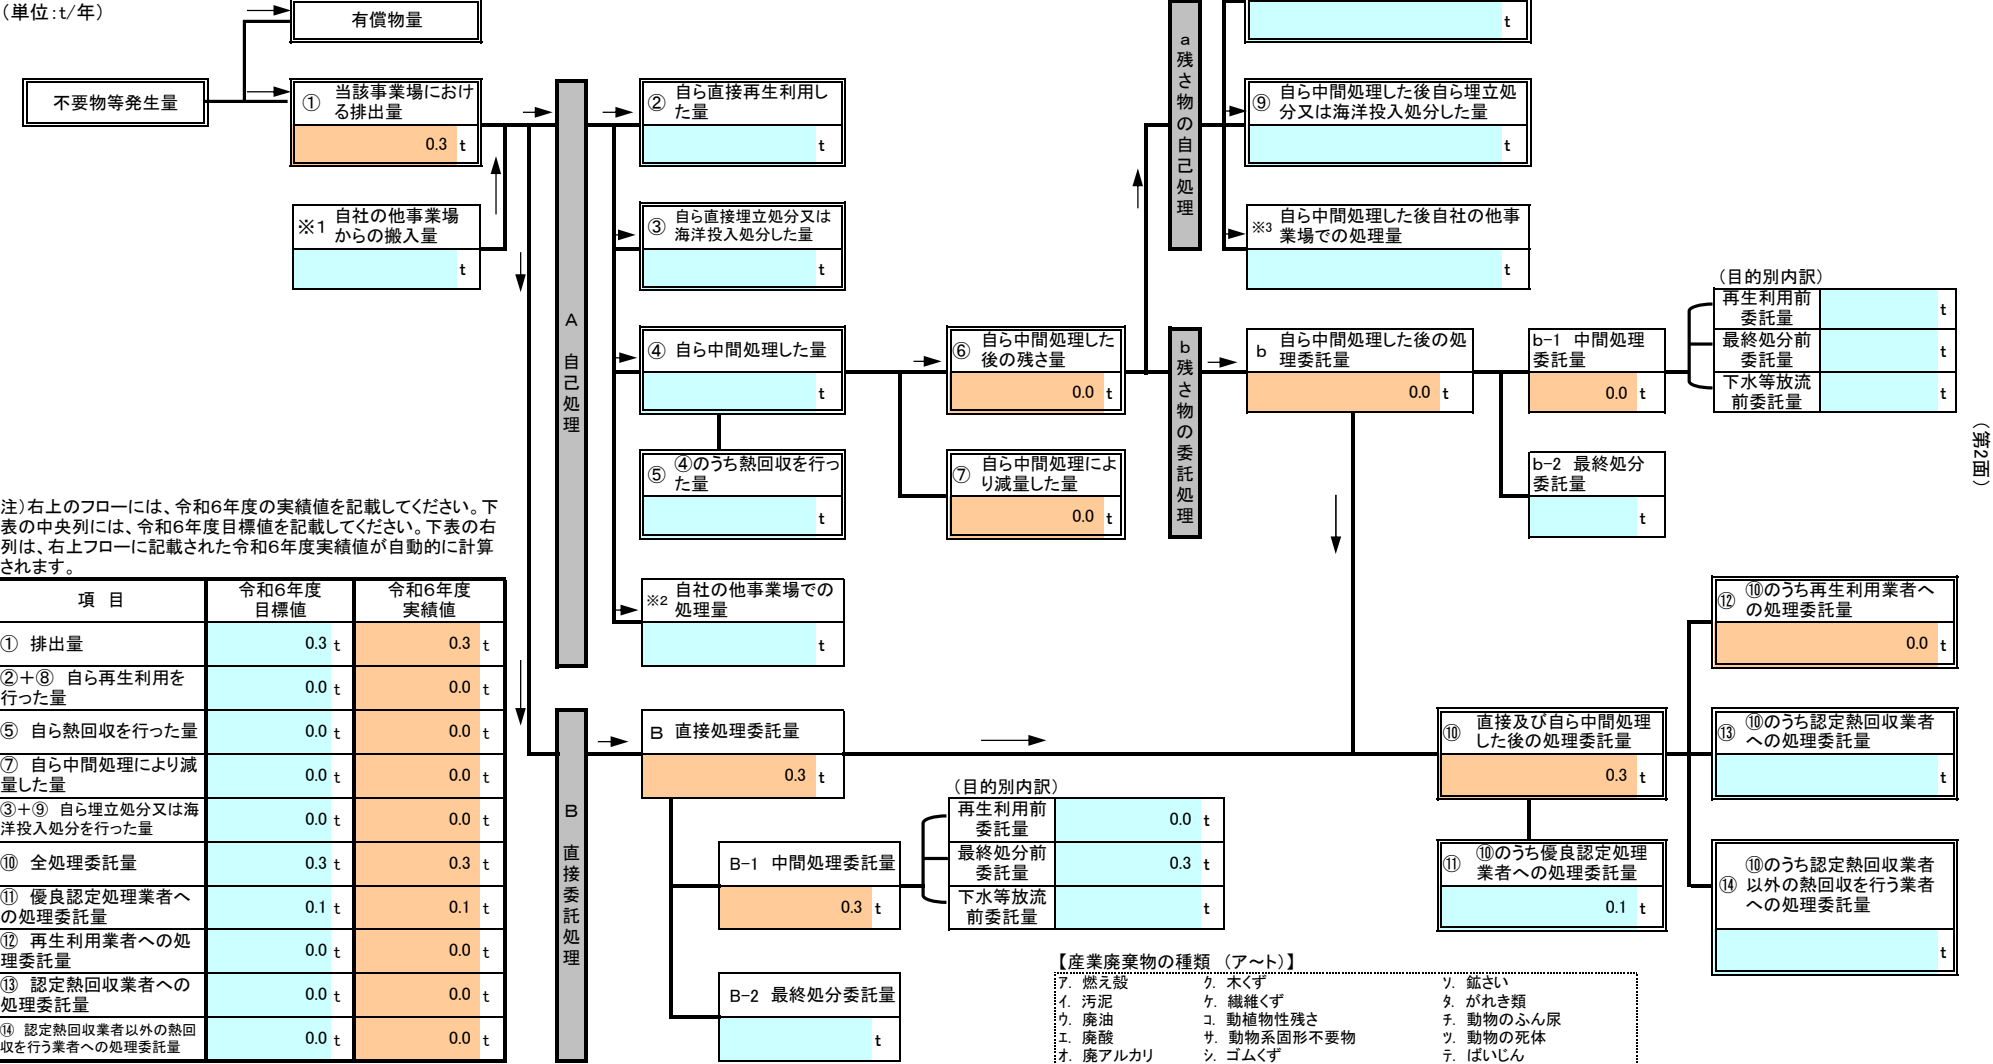 （単位：t/年）
有償物量
不要物等発生量
① 当該事業場におけ
る排出量
0.3 t
※1 自社の他事業場
からの搬入量
t
A 自己処理
② 自ら直接再生利用し
た量
t
③ 自ら直接埋立処分又は
海洋投入処分した量
t
④ 自ら中間処理した量
t
⑤ ④のうち熱回収を行っ
た量
t
※2 自社の他事業場での
処理量
t
⑥ 自ら中間処理した
後の残さ量
0.0 t
⑦ 自ら中間処理によ
り減量した量
0.0 t
a 残さ物の自己処理
t
⑨ 自ら中間処理した後自ら埋立処
分又は海洋投入処分した量
t
※3 自ら中間処理した後自社の他事
業場での処理量
t
b 残さ物の委託処理
b 自ら中間処理した後の処
理委託量
0.0 t
b-1 中間処理
委託量
0.0 t
b-2 最終処分
委託量
t
（目的別内訳）
再生利用前
委託量
t
最終処分前
委託量
t
下水等放流
前委託量
t
（第2面）
注）右上のフローには、令和6年度の実績値を記載してください。下
表の中央列には、令和6年度目標値を記載してください。下表の右
列は、右上フローに記載された令和6年度実績値が自動的に計算
されます。
項 目 令和6年度 目標値 令和6年度 実績値
① 排出量 0.3 t 0.3 t
②＋⑧ 自ら再生利用を
行った量 0.0 t 0.0 t
⑤ 自ら熱回収を行った量 0.0 t 0.0 t
⑦ 自ら中間処理により減
量した量 0.0 t 0.0 t
③＋⑨ 自ら埋立処分又は海
洋投入処分を行った量 0.0 t 0.0 t
⑩ 全処理委託量 0.3 t 0.3 t
⑪ 優良認定処理業者へ
の処理委託量 0.1 t 0.1 t
⑫ 再生利用業者への処
理委託量 0.0 t 0.0 t
⑬ 認定熱回収業者への
処理委託量 0.0 t 0.0 t
⑭ 認定熱回収業者以外の熱回
収を行う業者への処理委託量 0.0 t 0.0 t
B 直接委託処理
B 直接処理委託量
0.3 t
B-1 中間処理委託量
0.3 t
B-2 最終処分委託量
t
（目的別内訳）
再生利用前
委託量
0.0 t
最終処分前
委託量
0.3 t
下水等放流
前委託量
t
⑩ 直接及び自ら中間処理
した後の処理委託量
0.3 t
⑪ ⑩のうち優良認定処理
業者への処理委託量
0.1 t
⑫ ⑩のうち再生利用業者へ
の処理委託量
0.0 t
⑬ ⑩のうち認定熱回収業者
への処理委託量
t
⑭ ⑩のうち認定熱回収業者
以外の熱回収を行う業者
への処理委託量
t
【産業廃棄物の種類 （ア～ト）】
ア. 燃え殻 ク. 木くず ソ. 鉱さい
イ. 汚泥 ケ. 繊維くず タ. がれき類
ウ. 廃油 コ. 動植物性残さ チ. 動物のふん尿
エ. 廃酸 サ. 動物系固形不要物 ツ. 動物の死体
オ. 廃アルカリ シ. ゴムくず テ. ばいじん